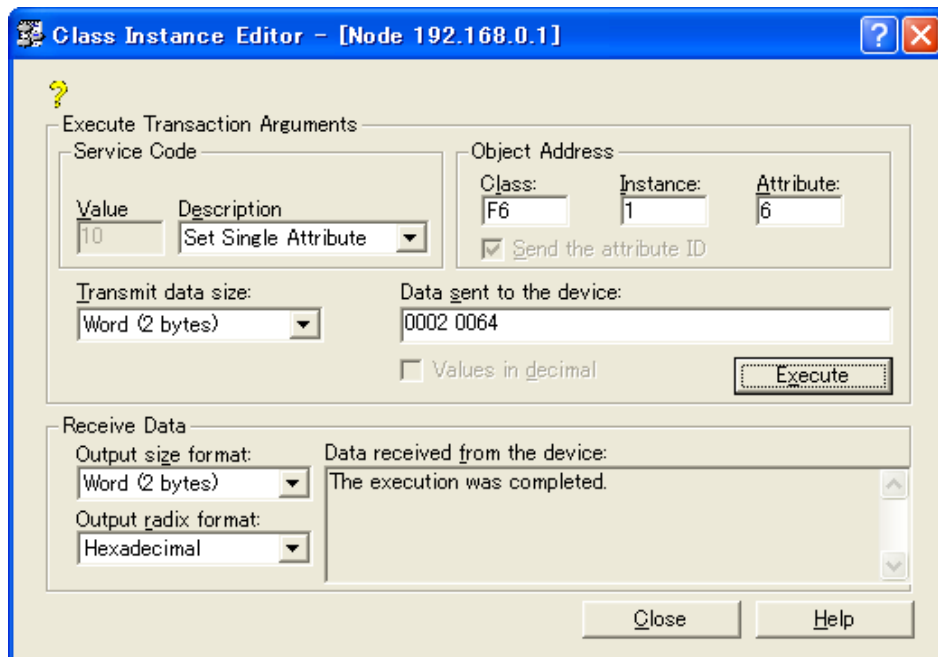 Class Instance Editor - [Node 192.168.0.1]
Execute Transaction Arguments
Service Code
Value
Description
10
Set Single Attribute
Object Address
Class:
Instance:
Attribute:
F6
1
6
Send the attribute ID
Transmit data size:
Word (2 bytes)
Data sent to the device:
0002 0064
Values in decimal
Execute
Receive Data
Output size format:
Word (2 bytes)
Output radix format:
Hexadecimal
Data received from the device:
The execution was completed.
Close
Help